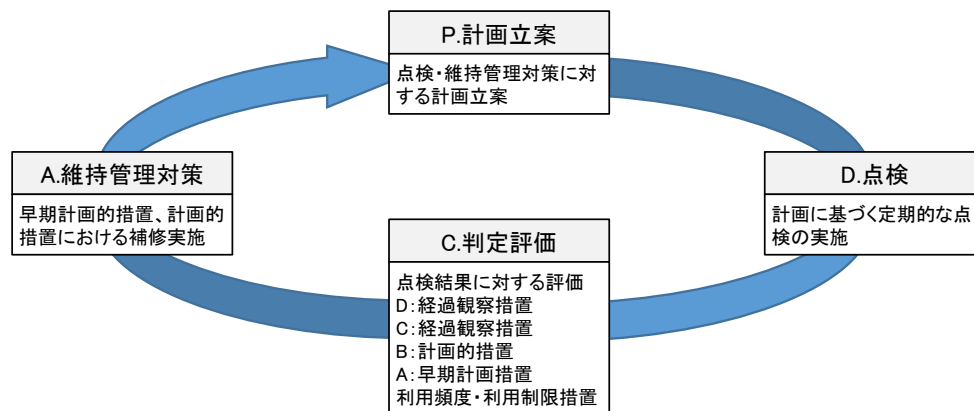 P.計画立案
点検・維持管理対策に対
する計画立案
A.維持管理対策
早期計画的措置、計画的
措置における補修実施
D.点検
計画に基づく定期的な点
検の実施
C.判定評価
点検結果に対する評価
D:経過観察措置
C:経過観察措置
B:計画的措置
A:早期計画措置
利用頻度・利用制限措置